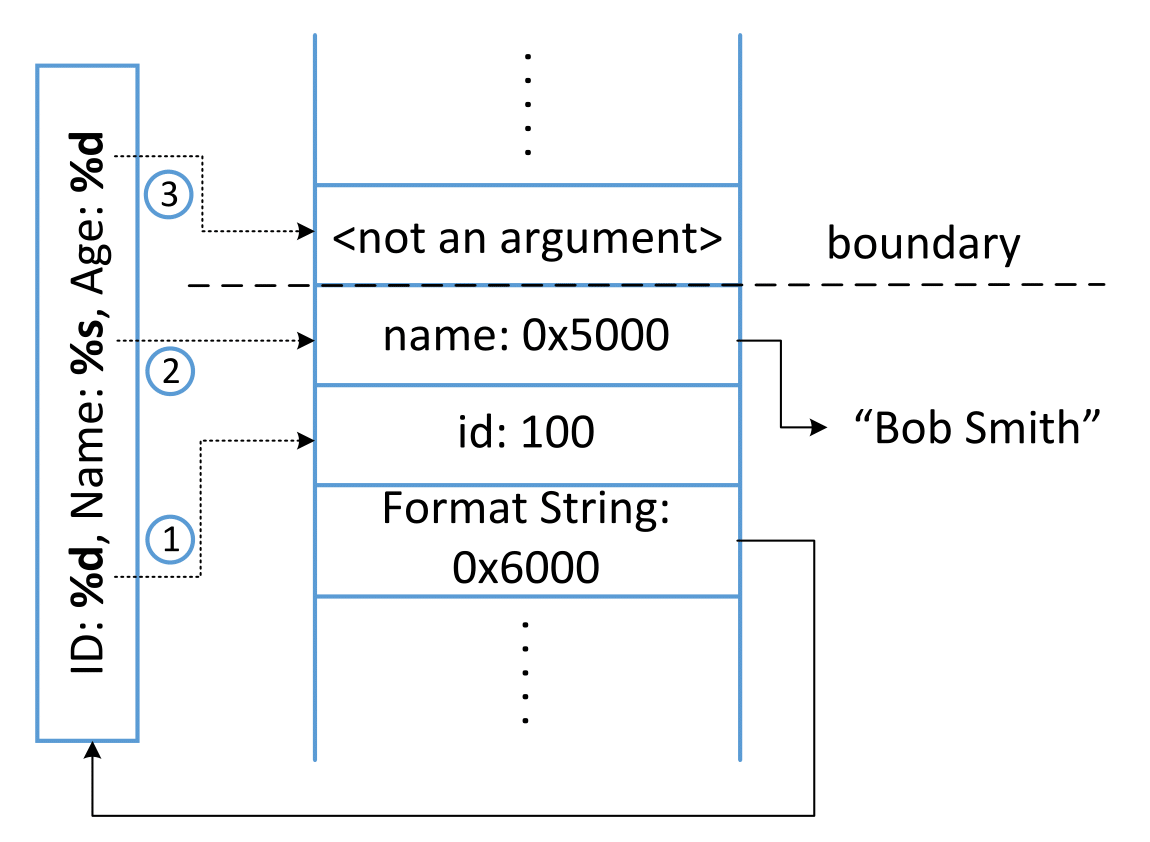 ID: %d, Name: %s, Age: %d
3
2
1
<not an argument>
boundary
name: 0x5000
id: 100
“Bob Smith”
Format String:
0x6000